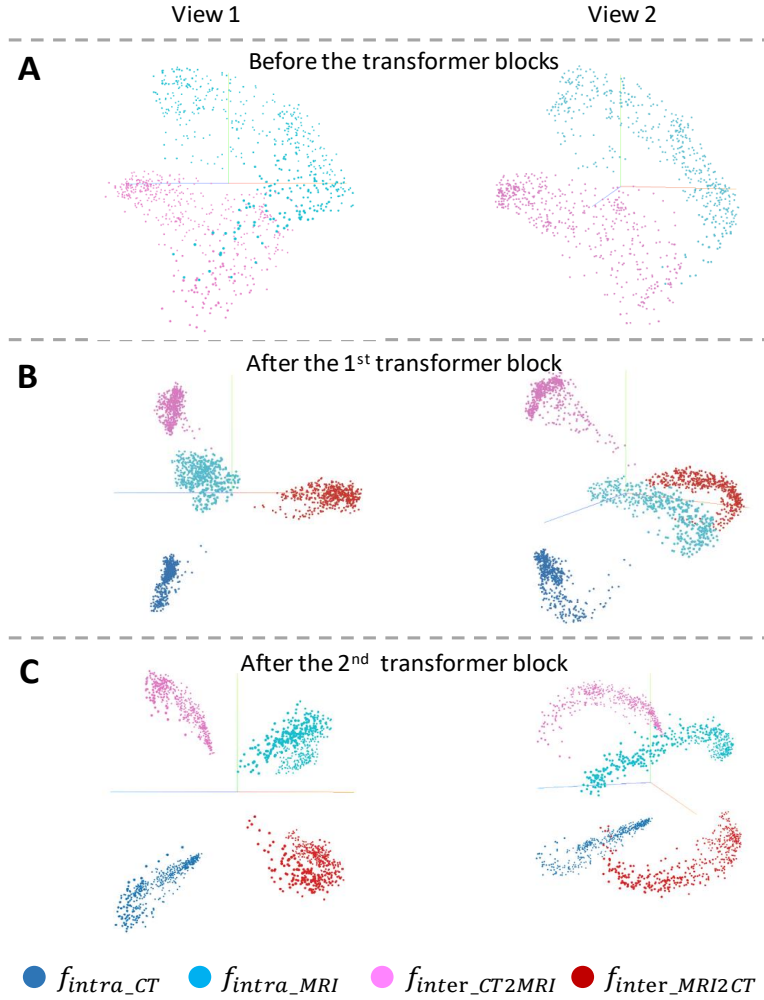 View 1 View 2
A Before the transformer blocks
B After the 1st transformer block
C After the 2nd transformer block
f_intra_CT f_intra_MRI f_inter_CT2MRI f_inter_MRI2CT